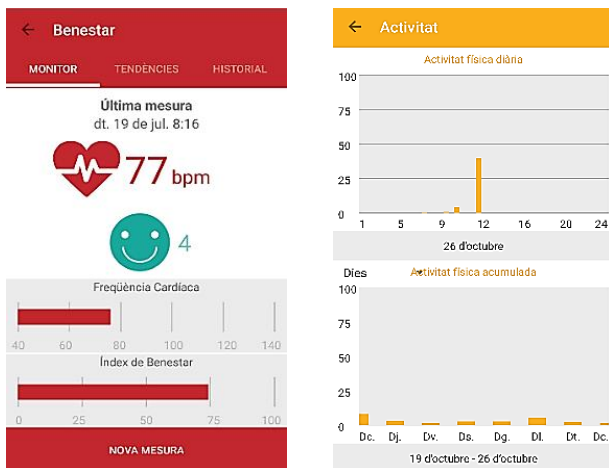 Benestar
MONITOR TENDÈNCIES HISTORIAL
Última mesura
dt. 19 de jul. 8:16
77 bpm
4
Freqüència Cardíaca
40 60 80 100 120 140
Índex de Benestar
0 25 50 75 100
NOVA MESURA
Activitat
Activitat física diària
100
75
50
25
0
1 5 9 12 16 20 24
26 d'octubre
Dies
Activitat física acumulada
100
75
50
25
0
Dc. Dj. Dv. Ds. Dg. Dl. Dt. Dc.
19 d'octubre - 26 d'octubre